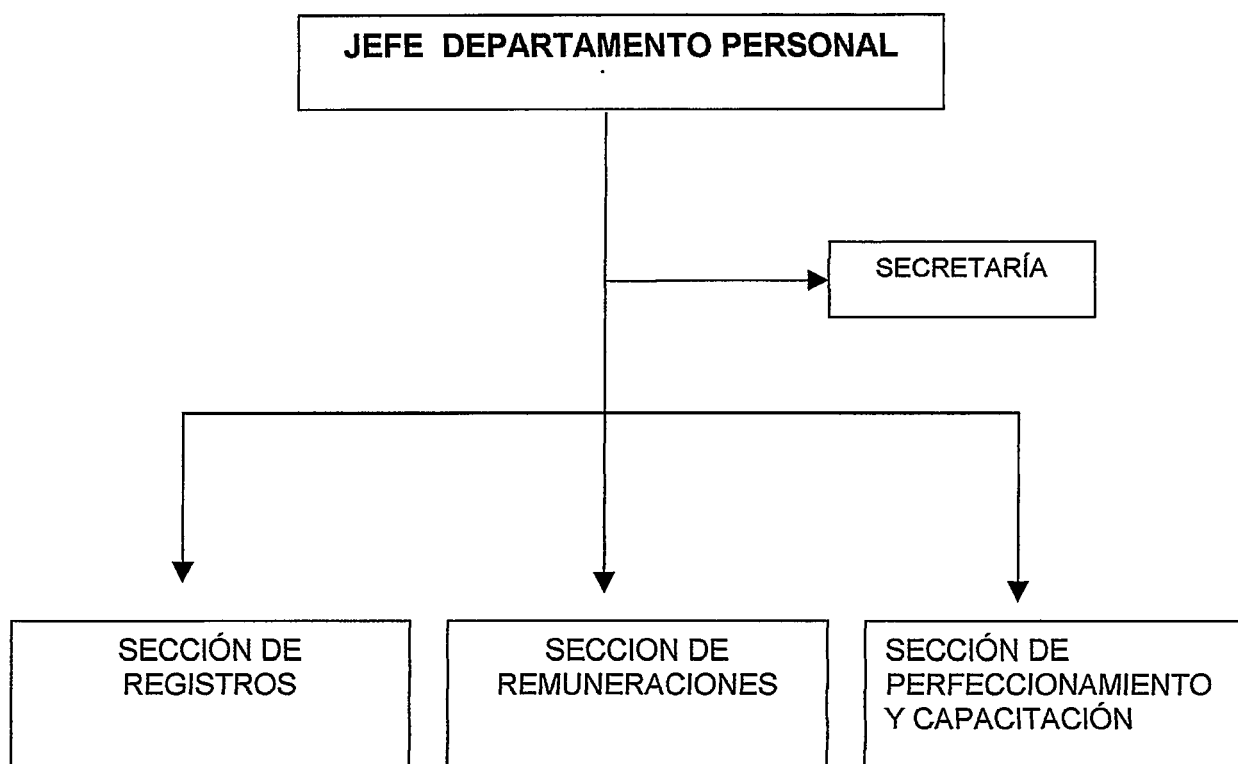 JEFE DEPARTAMENTO PERSONAL
SECRETARÍA
SECCIÓN DE
REGISTROS
SECCION DE
REMUNERACIONES
SECCIÓN DE
PERFECCIONAMIENTO
Y CAPACITACIÓN